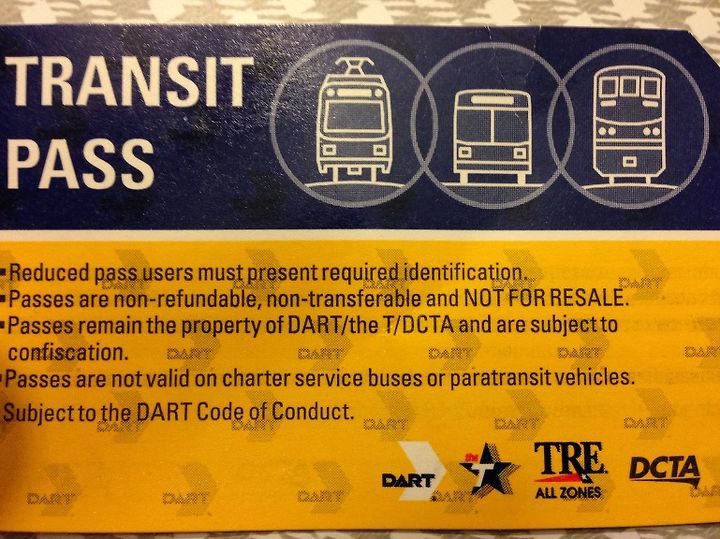 TRANSIT
PASS
▪Reduced pass users must present required identification.
▪Passes are non-refundable, non-transferable and NOT FOR RESALE.
▪Passes remain the property of DART/the T/DCTA and are subject to
confiscation.
▪Passes are not valid on charter service buses or paratransit vehicles.
Subject to the DART Code of Conduct.
DART the T TRE DCTA
ALL ZONES